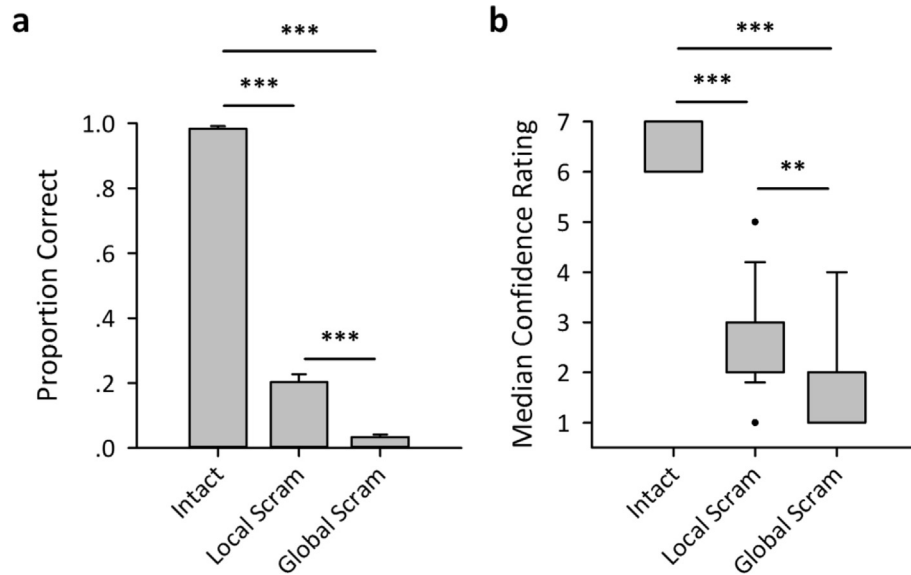 a
***
***
***
Proportion Correct
1.0
.8
.6
.4
.2
.0
Intact
Local Scram
Global Scram
b
***
***
**
Median Confidence Rating
7
6
5
4
3
2
1
Intact
Local Scram
Global Scram